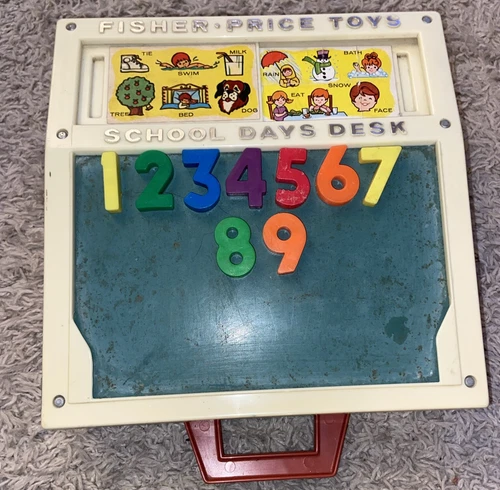 FISHER·PRICE TOYS
TIE
MILK
SWIM
TREE
BED
DOG
BATH
RAIN
SNOW
EAT
FACE
SCHOOL DAYS DESK
1234567
89